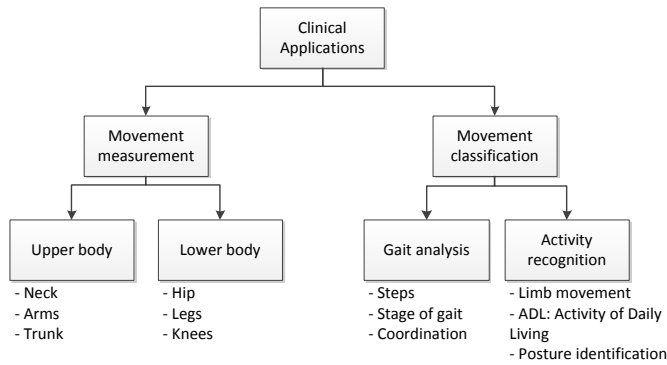 Clinical
Applications
Movement
measurement
Movement
classification
Upper body
Lower body
Gait analysis
Activity
recognition
- Neck
- Arms
- Trunk
- Hip
- Legs
- Knees
- Steps
- Stage of gait
- Coordination
- Limb movement
- ADL: Activity of Daily
Living
- Posture identification